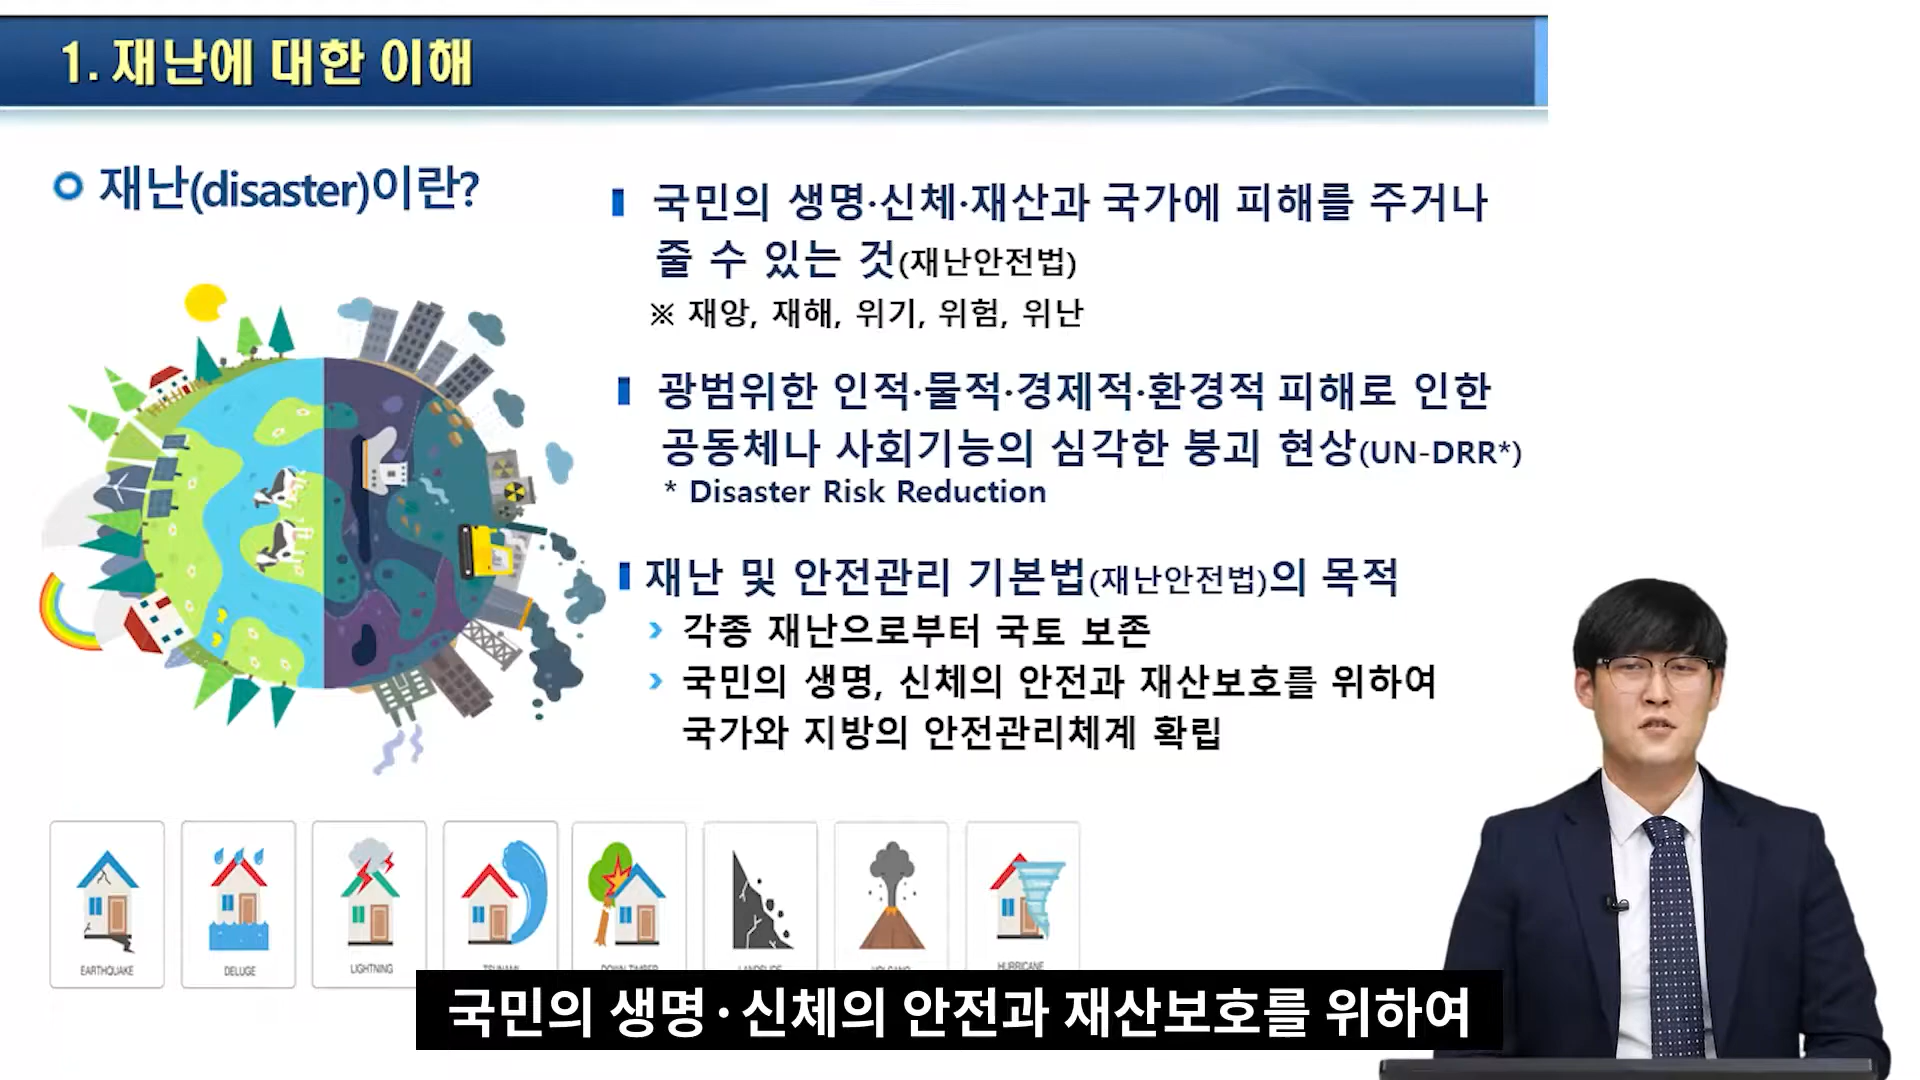 1. 재난에 대한 이해
재난(disaster)이란?
국민의 생명·신체·재산과 국가에 피해를 주거나
줄 수 있는 것(재난안전법)
※ 재앙, 재해, 위기, 위험, 위난
광범위한 인적·물적·경제적·환경적 피해로 인한
공동체나 사회기능의 심각한 붕괴 현상(UN-DRR*)
* Disaster Risk Reduction
재난 및 안전관리 기본법(재난안전법)의 목적
› 각종 재난으로부터 국토 보존
› 국민의 생명, 신체의 안전과 재산보호를 위하여
국가와 지방의 안전관리체계 확립
EARTHQUAKE
DELUGE
LIGHTNING
TSUNAMI
DOWN TIMBER
LANDSLIDE
VOLCANO
HURRICANE
국민의 생명·신체의 안전과 재산보호를 위하여